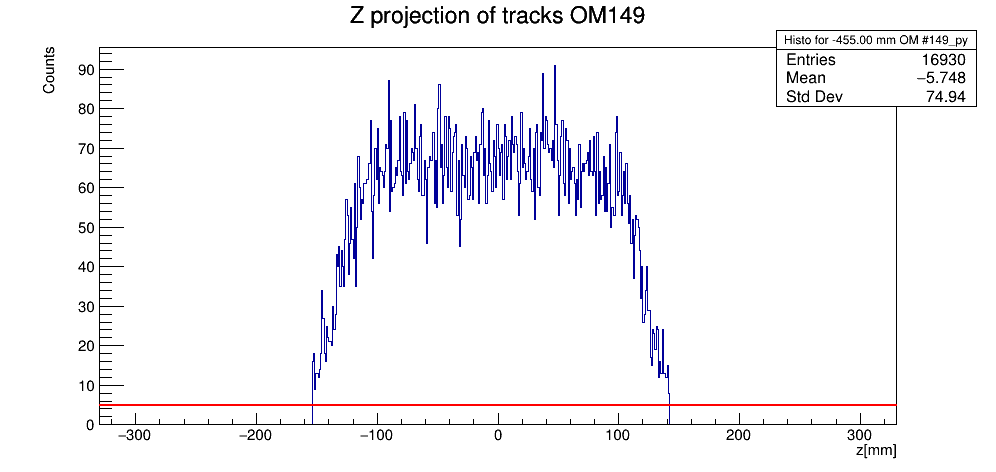 Z projection of tracks OM149
Histo for -455.00 mm OM #149_py
Entries 16930
Mean −5.748
Std Dev 74.94
Counts
90
80
70
60
50
40
30
20
10
0
−300 −200 −100 0 100 200 300
z[mm]